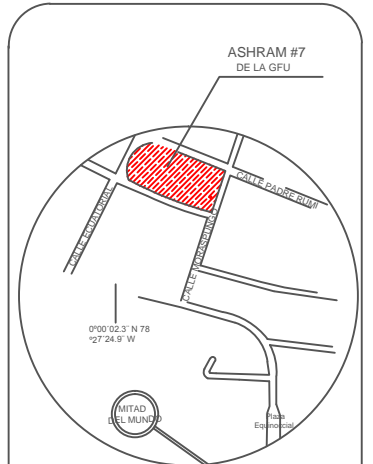 ASHRAM #7
DE LA GFU
CALLE PADRE RUMI
CALLE ECUATORIAL
CALLE MORASPUNGO
0°00¨02.3¨ N 78
°27¨24.9¨ W
MITAD
DEL MUNDO
Plaza
Equinoccial